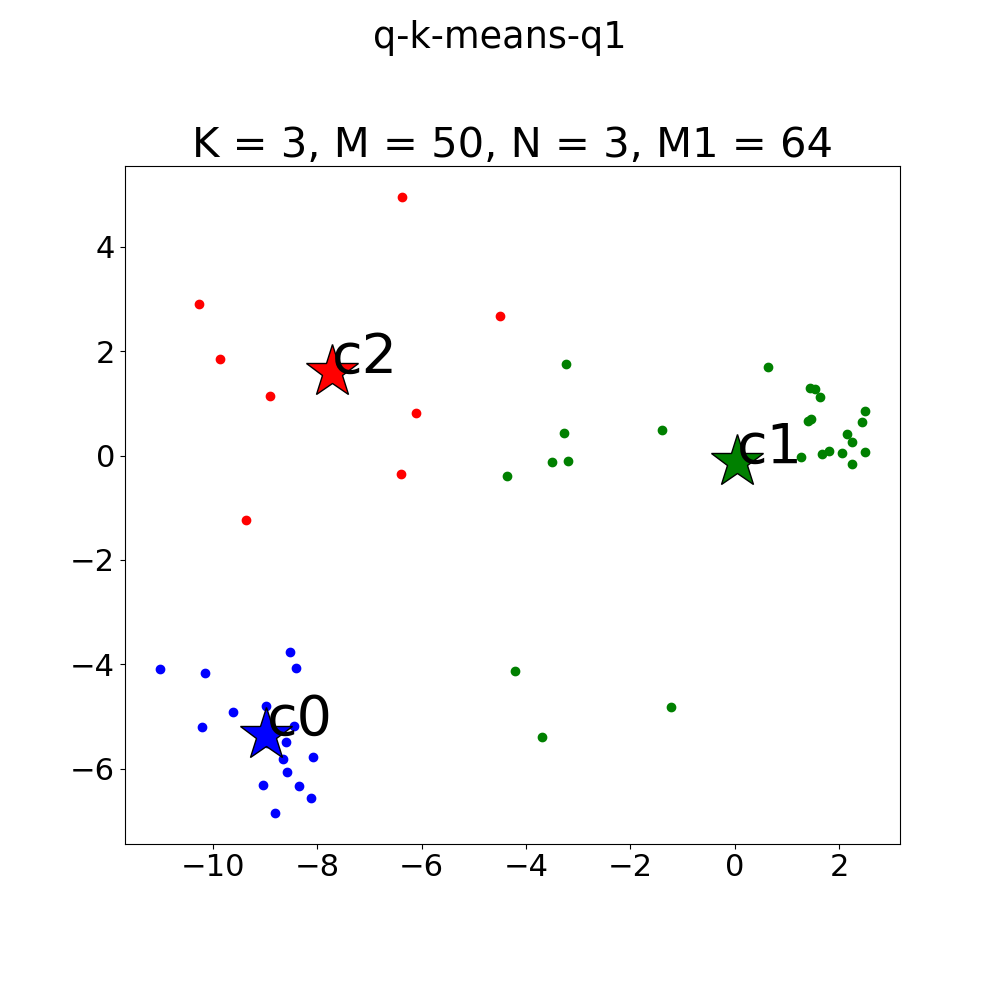 q-k-means-q1
K = 3, M = 50, N = 3, M1 = 64
4
2
0
−2
−4
−6
c2
c1
c0
−10 −8 −6 −4 −2 0 2